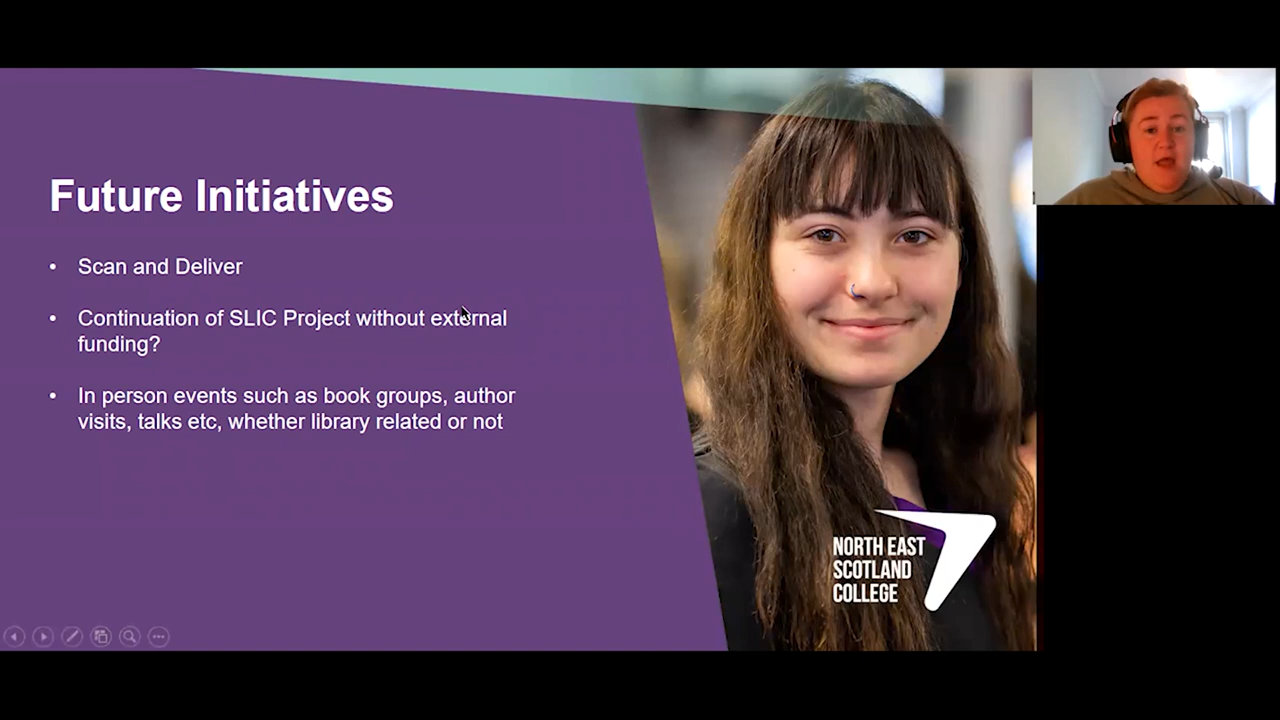 Future Initiatives
• Scan and Deliver
• Continuation of SLIC Project without external
funding?
• In person events such as book groups, author
visits, talks etc, whether library related or not
NORTH EAST
SCOTLAND
COLLEGE